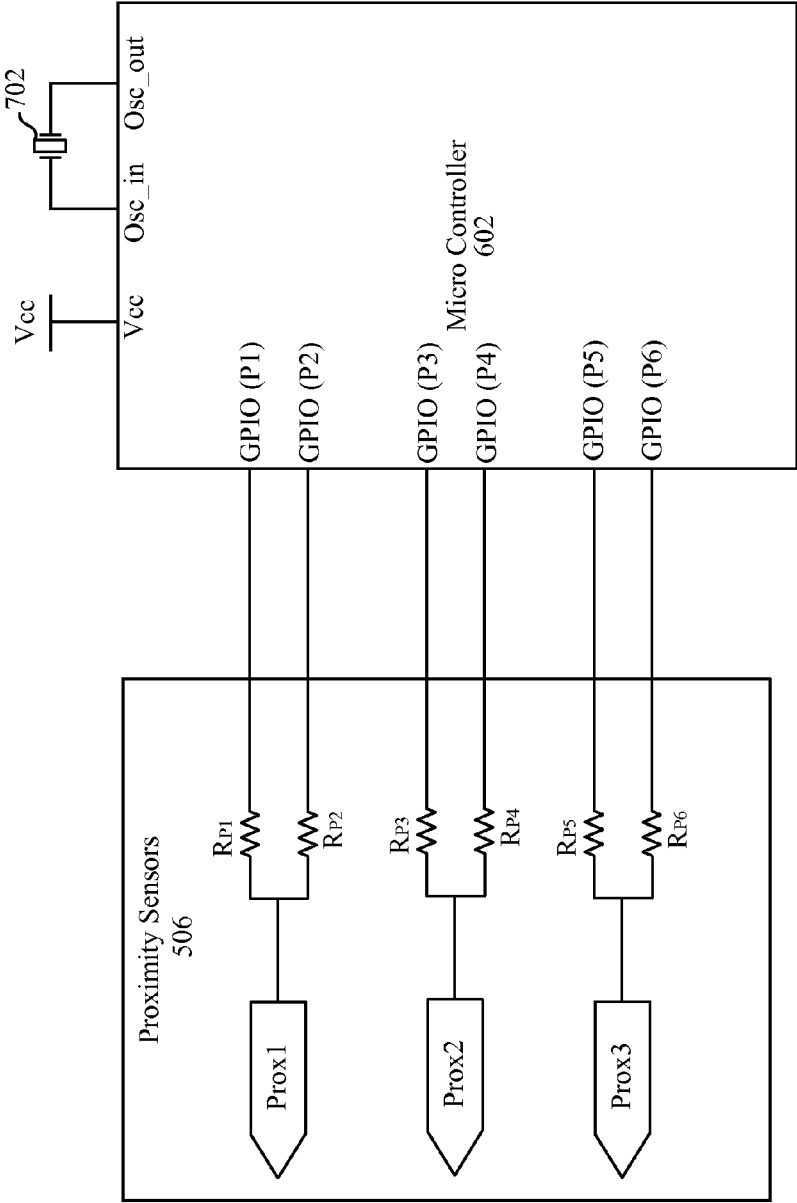 Proximity Sensors
506
Prox1
Prox2
Prox3
RP1
RP2
RP3
RP4
RP5
RP6
Vcc
702
Vcc
Osc_in
Osc_out
GPIO (P1)
GPIO (P2)
GPIO (P3)
GPIO (P4)
GPIO (P5)
GPIO (P6)
Micro Controller
602